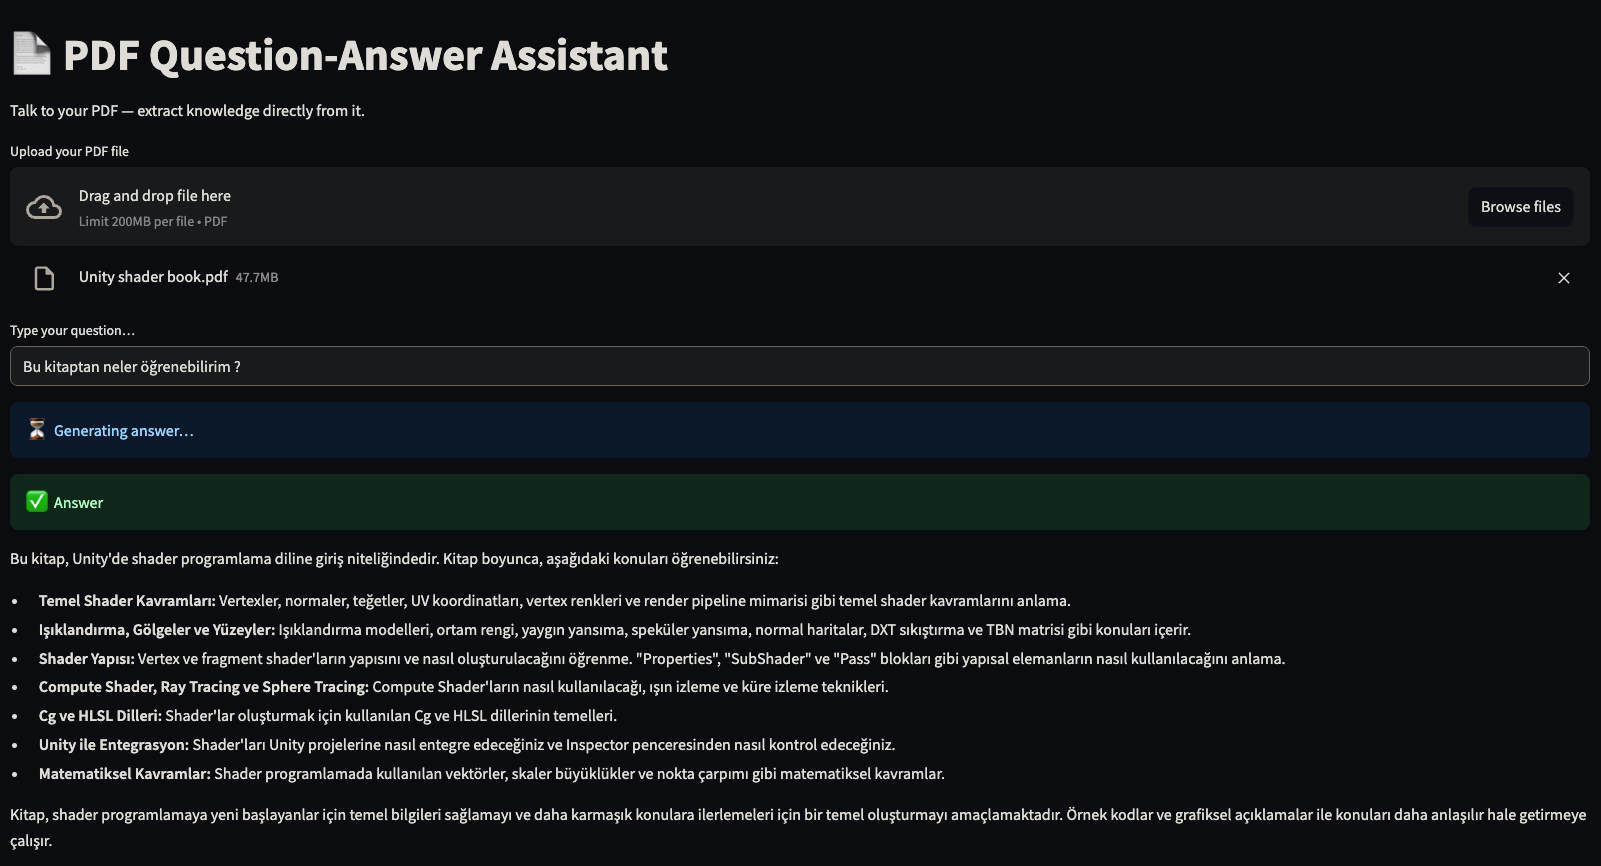 PDF Question-Answer Assistant
Talk to your PDF — extract knowledge directly from it.
Upload your PDF file
Drag and drop file here
Limit 200MB per file • PDF
Browse files
Unity shader book.pdf 47.7MB
Type your question…
Bu kitaptan neler öğrenebilirim ?
Generating answer…
Answer
Bu kitap, Unity'de shader programlama diline giriş niteliğindedir. Kitap boyunca, aşağıdaki konuları öğrenebilirsiniz:
• Temel Shader Kavramları: Vertexler, normaler, teğetler, UV koordinatları, vertex renkleri ve render pipeline mimarisi gibi temel shader kavramlarını anlama.
• Işıklandırma, Gölgeler ve Yüzeyler: Işıklandırma modelleri, ortam rengi, yaygın yansıma, speküler yansıma, normal haritalar, DXT sıkıştırma ve TBN matrisi gibi konuları içerir.
• Shader Yapısı: Vertex ve fragment shader'ların yapısını ve nasıl oluşturulacağını öğrenme. "Properties", "SubShader" ve "Pass" blokları gibi yapısal elemanların nasıl kullanılacağını anlama.
• Compute Shader, Ray Tracing ve Sphere Tracing: Compute Shader'ların nasıl kullanılacağı, ışın izleme ve küre izleme teknikleri.
• Cg ve HLSL Dilleri: Shader'lar oluşturmak için kullanılan Cg ve HLSL dillerinin temelleri.
• Unity ile Entegrasyon: Shader'ları Unity projelerine nasıl entegre edeceğiniz ve Inspector penceresinden nasıl kontrol edeceğiniz.
• Matematiksel Kavramlar: Shader programlamada kullanılan vektörler, skaler büyüklükler ve nokta çarpımı gibi matematiksel kavramlar.
Kitap, shader programlamaya yeni başlayanlar için temel bilgileri sağlamayı ve daha karmaşık konulara ilerlemeleri için bir temel oluşturmayı amaçlamaktadır. Örnek kodlar ve grafiksel açıklamalar ile konuları daha anlaşılır hale getirmeye
çalışır.